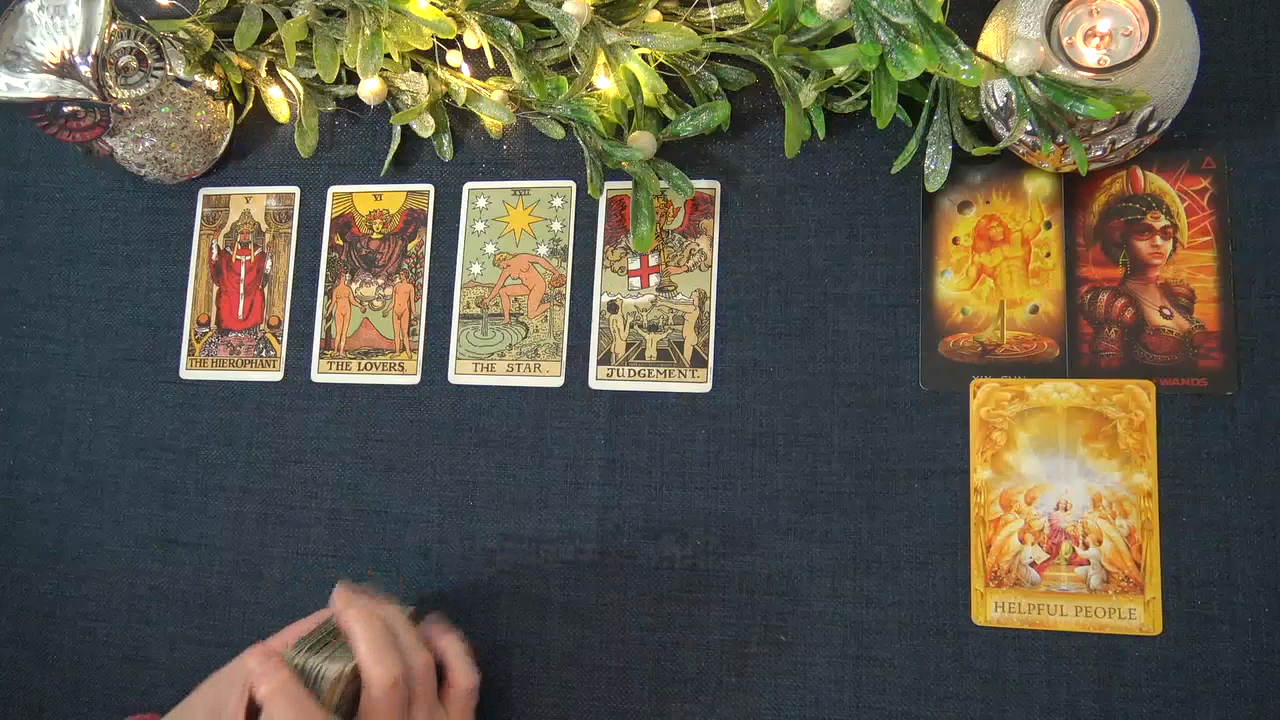 V
THE HIEROPHANT
VI
THE LOVERS.
XVII
THE STAR.
JUDGEMENT.
WANDS
HELPFUL PEOPLE